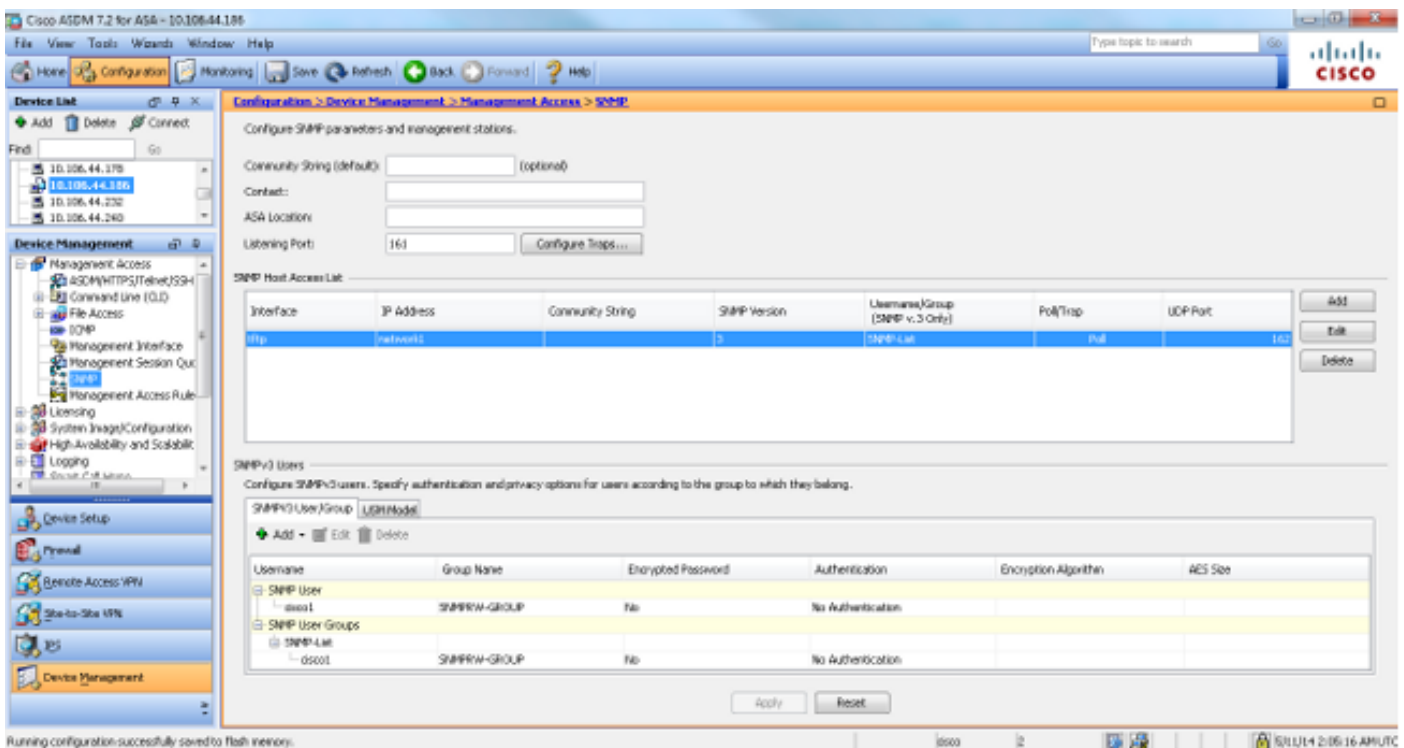 Cisco ASDM 7.2 for ASA - 10.106.44.186
File View Tools Wizards Window Help
Type topic to search Go
Home Configuration Monitoring Save Refresh Back Forward Help
CISCO
Device List
Add Delete Connect
Find: Go
10.106.44.178
10.106.44.186
10.106.44.232
10.106.44.260
Device Management
Management Access
ASDM/HTTPS/Telnet/SSH
Command Line (CLI)
File Access
ICMP
Management Interface
Management Session Quo
SNMP
Management Access Rule
Licensing
System Image/Configuration
High Availability and Scalabilit
Logging
Device Setup
Firewall
Remote Access VPN
Site-to-Site VPN
IPS
Device Management
Configuration > Device Management > Management Access > SNMP
Configure SNMP parameters and management stations.
Community String (default): (optional)
Contact:
ASA Location:
Listening Port: 161 Configure Traps...
SNMP Host Access List
Interface IP Address Community String SNMP Version Username/Group (SNMP v.3 Only) Poll/Trap UDP Port
tftp network1 3 SNMP-List Poll 162
Add
Edit
Delete
SNMPv3 Users
Configure SNMPv3 users. Specify authentication and privacy options for users according to the group to which they belong.
SNMPV3 User/Group USM Model
Add Edit Delete
Username Group Name Encrypted Password Authentication Encryption Algorithm AES Size
SNMP User
cisco1 SNMPRW-GROUP No No Authentication
SNMP User Groups
SNMP-List
cisco1 SNMPRW-GROUP No No Authentication
Apply Reset
Running configuration successfully saved to flash memory.
cisco 2 5/11/14 2:05:16 AM UTC